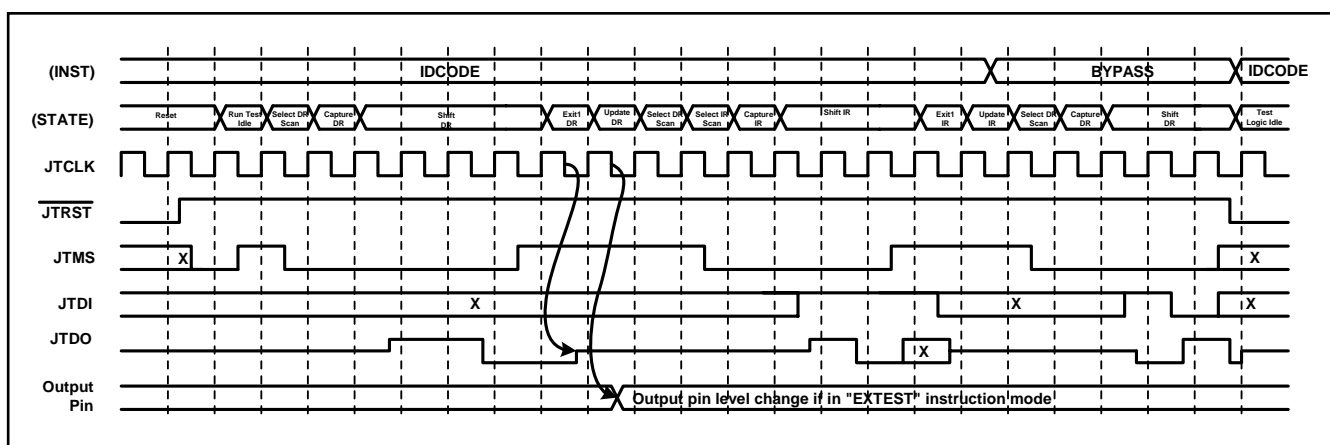 (INST)
IDCODE
BYPASS
IDCODE
(STATE)
Reset
Run Test
Idle
Select DR
Scan
Capture
DR
Shift
DR
Exit1
DR
Update
DR
Select DR
Scan
Select IR
Scan
Capture
IR
Shift IR
Exit1
IR
Update
IR
Select DR
Scan
Capture
DR
Shift
DR
Test
Logic Idle
JTCLK
JTRST
JTMS
X
X
JTDI
X
X
X
JTDO
X
Output
Pin
Output pin level change if in "EXTEST" instruction mode